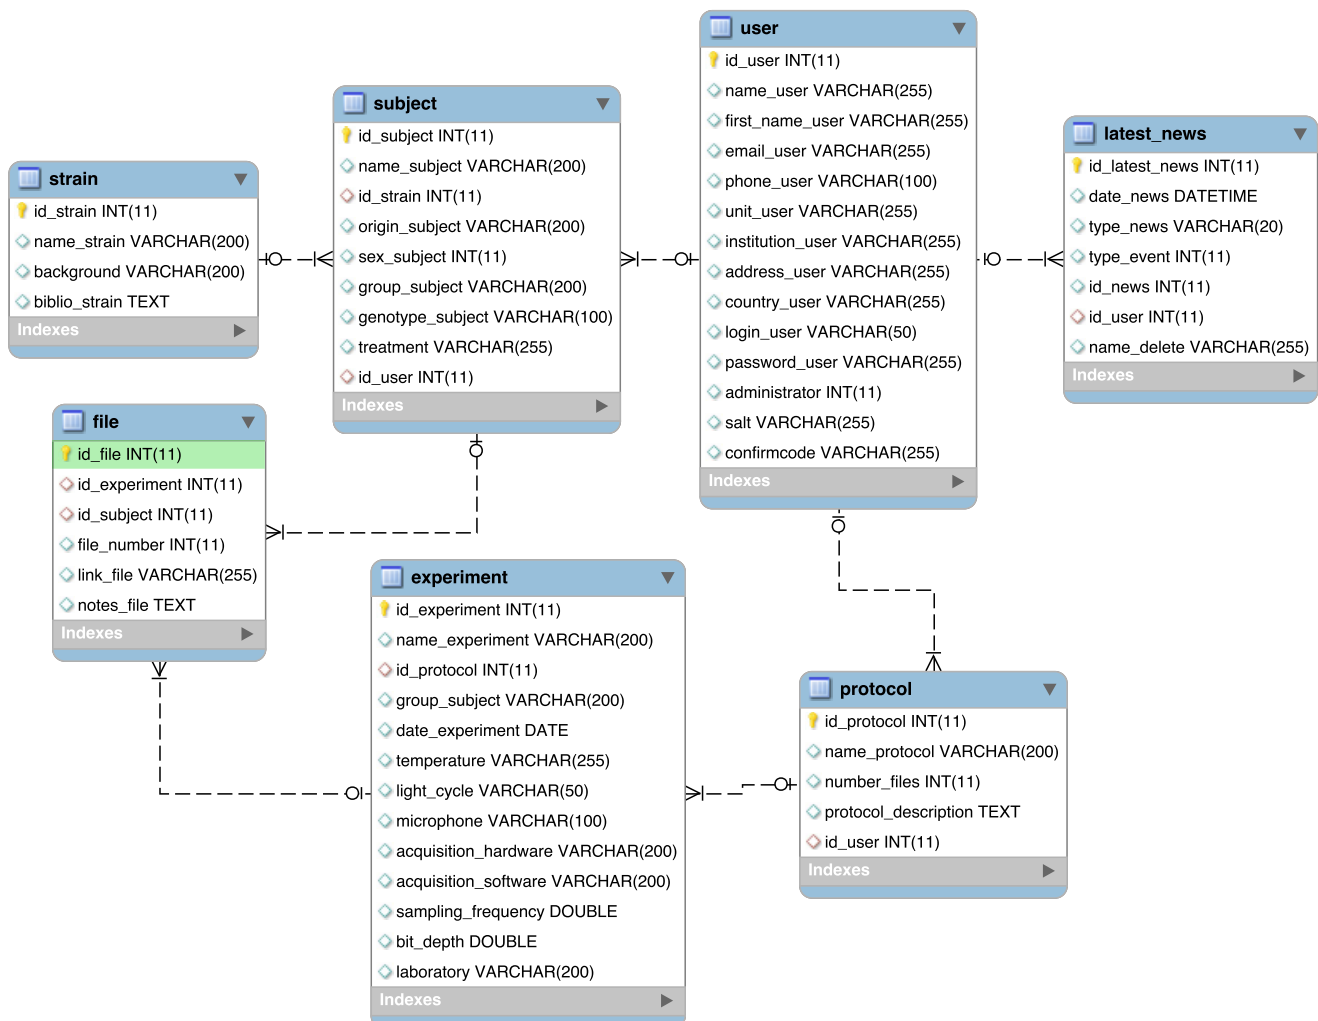 strain
id_strain INT(11)
name_strain VARCHAR(200)
background VARCHAR(200)
biblio_strain TEXT
Indexes
subject
id_subject INT(11)
name_subject VARCHAR(200)
id_strain INT(11)
origin_subject VARCHAR(200)
sex_subject INT(11)
group_subject VARCHAR(200)
genotype_subject VARCHAR(100)
treatment VARCHAR(255)
id_user INT(11)
Indexes
user
id_user INT(11)
name_user VARCHAR(255)
first_name_user VARCHAR(255)
email_user VARCHAR(255)
phone_user VARCHAR(100)
unit_user VARCHAR(255)
institution_user VARCHAR(255)
address_user VARCHAR(255)
country_user VARCHAR(255)
login_user VARCHAR(50)
password_user VARCHAR(255)
administrator INT(11)
salt VARCHAR(255)
confirmcode VARCHAR(255)
Indexes
latest_news
id_latest_news INT(11)
date_news DATETIME
type_news VARCHAR(20)
type_event INT(11)
id_news INT(11)
id_user INT(11)
name_delete VARCHAR(255)
Indexes
file
id_file INT(11)
id_experiment INT(11)
id_subject INT(11)
file_number INT(11)
link_file VARCHAR(255)
notes_file TEXT
Indexes
experiment
id_experiment INT(11)
name_experiment VARCHAR(200)
id_protocol INT(11)
group_subject VARCHAR(200)
date_experiment DATE
temperature VARCHAR(255)
light_cycle VARCHAR(50)
microphone VARCHAR(100)
acquisition_hardware VARCHAR(200)
acquisition_software VARCHAR(200)
sampling_frequency DOUBLE
bit_depth DOUBLE
laboratory VARCHAR(200)
Indexes
protocol
id_protocol INT(11)
name_protocol VARCHAR(200)
number_files INT(11)
protocol_description TEXT
id_user INT(11)
Indexes